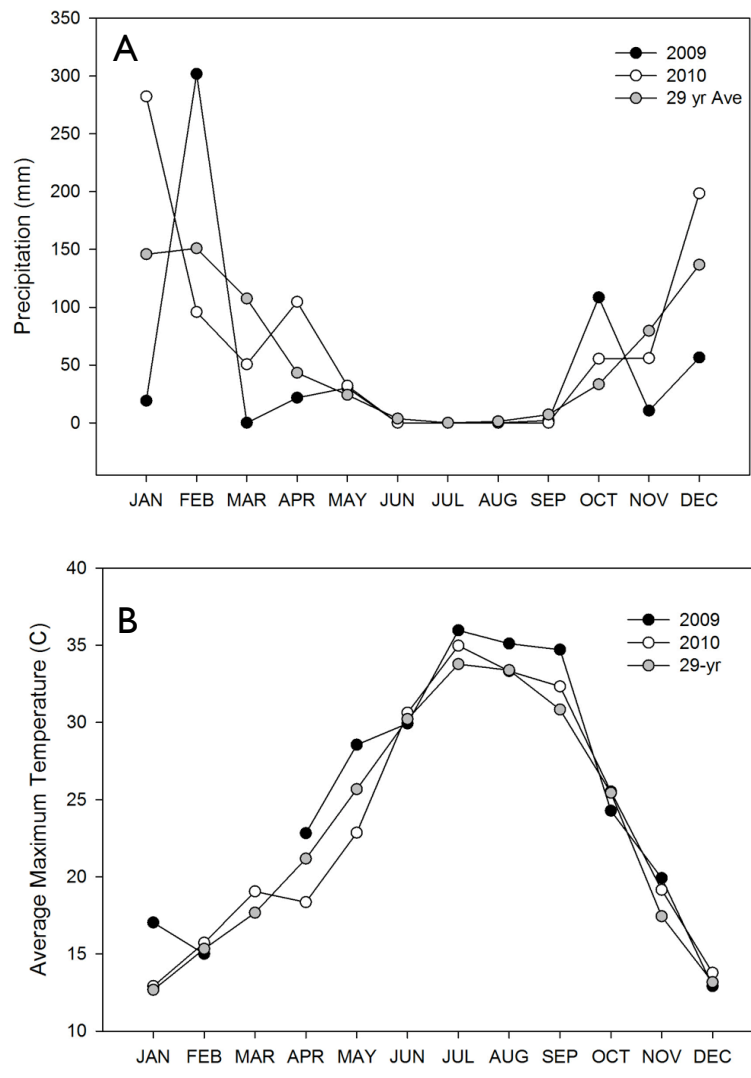 A
2009
2010
29 yr Ave
Precipitation (mm)
350
300
250
200
150
100
50
0
JAN FEB MAR APR MAY JUN JUL AUG SEP OCT NOV DEC
B
2009
2010
29-yr
Average Maximum Temperature (C)
40
35
30
25
20
15
10
JAN FEB MAR APR MAY JUN JUL AUG SEP OCT NOV DEC